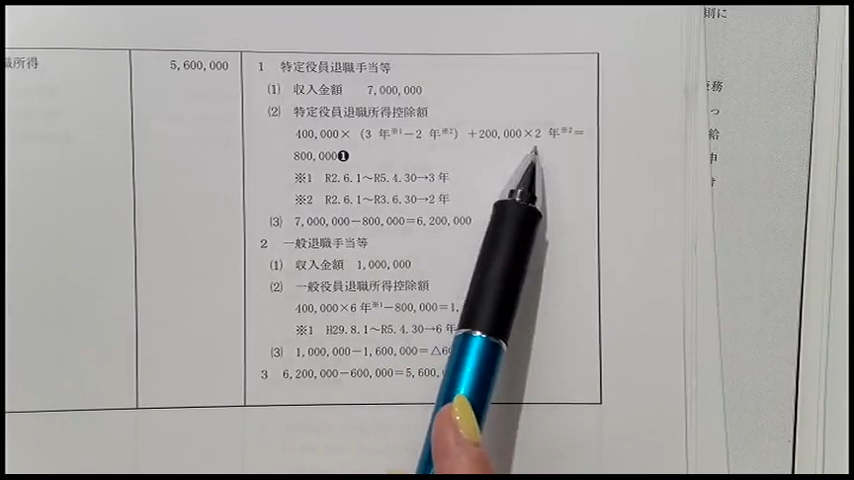 則に
職所得
5,600,000
1 特定役員退職手当等
⑴ 収入金額 7,000,000
⑵ 特定役員退職所得控除額
400,000×(3 年※1−2 年※2)+200,000×2 年※2=
800,000❶
※1 R2.6.1~R5.4.30→3年
※2 R2.6.1~R3.6.30→2年
⑶ 7,000,000−800,000=6,200,000
2 一般退職手当等
⑴ 収入金額 1,000,000
⑵ 一般役員退職所得控除額
400,000×6年※1−800,000=1,
※1 H29.8.1~R5.4.30→6年
⑶ 1,000,000−1,600,000=△6
3 6,200,000−600,000=5,600,
務
っ
給
申